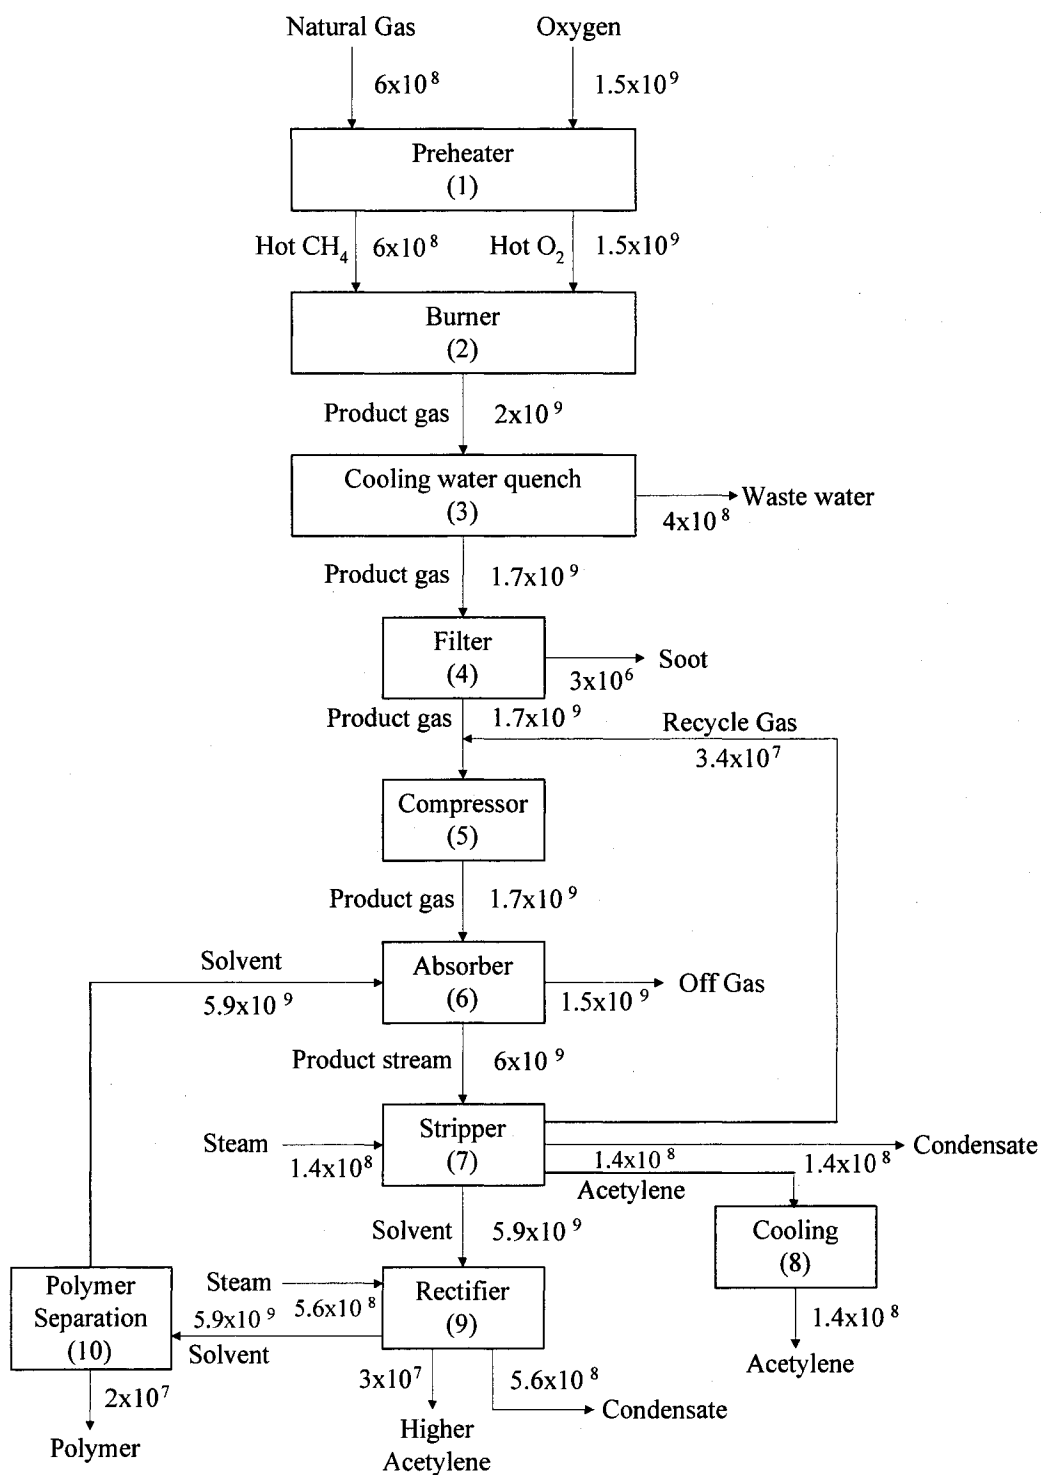 Natural Gas
Oxygen
6x10⁸
1.5x10⁹
Preheater
(1)
Hot CH₄
6x10⁸
Hot O₂
1.5x10⁹
Burner
(2)
Product gas
2x10⁹
Cooling water quench
(3)
Waste water
4x10⁸
Product gas
1.7x10⁹
Filter
(4)
Soot
3x10⁶
Product gas
1.7x10⁹
Recycle Gas
3.4x10⁷
Compressor
(5)
Product gas
1.7x10⁹
Solvent
5.9x10⁹
Absorber
(6)
Off Gas
1.5x10⁹
Product stream
6x10⁹
Steam
1.4x10⁸
Stripper
(7)
1.4x10⁸
Acetylene
1.4x10⁸
Condensate
Solvent
5.9x10⁹
Cooling
(8)
1.4x10⁸
Acetylene
Polymer
Separation
(10)
Steam
5.6x10⁸
5.9x10⁹
Solvent
Rectifier
(9)
2x10⁷
Polymer
3x10⁷
Higher
Acetylene
5.6x10⁸
Condensate